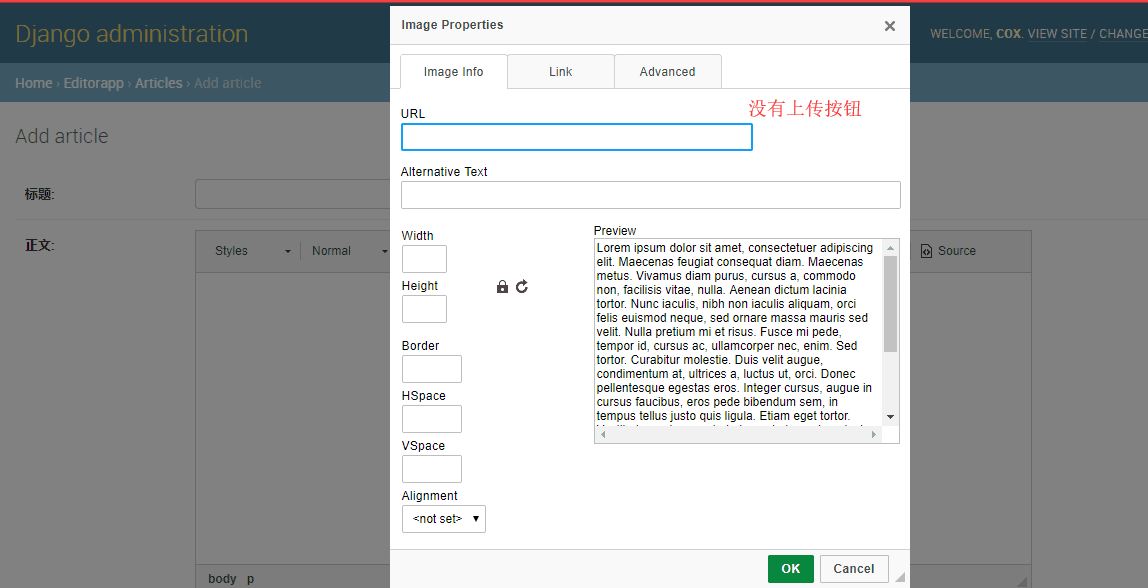 Django administration
WELCOME, COX. VIEW SITE / CHANGE
Home › Editorapp › Articles › Add article
Add article
标题:
正文:
Styles
Normal
Source
body p
Image Properties
Image Info
Link
Advanced
URL
没有上传按钮
Alternative Text
Width
Height
Border
HSpace
VSpace
Alignment
<not set>
Preview
Lorem ipsum dolor sit amet, consectetuer adipiscing
elit. Maecenas feugiat consequat diam. Maecenas
metus. Vivamus diam purus, cursus a, commodo
non, facilisis vitae, nulla. Aenean dictum lacinia
tortor. Nunc iaculis, nibh non iaculis aliquam, orci
felis euismod neque, sed ornare massa mauris sed
velit. Nulla pretium mi et risus. Fusce mi pede,
tempor id, cursus ac, ullamcorper nec, enim. Sed
tortor. Curabitur molestie. Duis velit augue,
condimentum at, ultrices a, luctus ut, orci. Donec
pellentesque egestas eros. Integer cursus, augue in
cursus faucibus, eros pede bibendum sem, in
tempus tellus justo quis ligula. Etiam eget tortor.
OK
Cancel